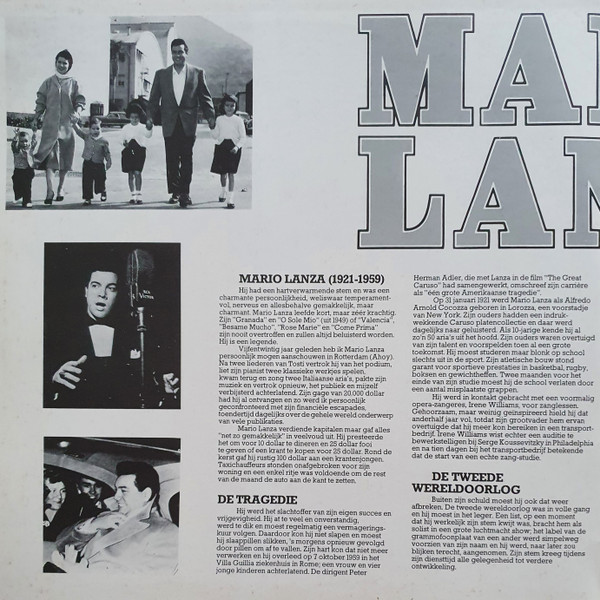 MA
LAN
MARIO LANZA (1921-1959)
Hij had een hartverwarmende stem en was een
charmante persoonlijkheid, weliswaar temperament-
vol, nerveus en allesbehalve gemakkelijk, maar
charmant. Mario Lanza leefde kort, maar zéér krachtig.
Zijn "Granada" en "O Sole Mio" (uit 1949) of "Valencia",
"Besame Mucho", "Rose Marie" en "Come Prima"
zijn nooit overtroffen en zullen altijd beluisterd worden.
Hij is een legende.
Vijfentwintig jaar geleden heb ik Mario Lanza
persoonlijk mogen aanschouwen in Rotterdam (Ahoy).
Na twee liederen van Tosti vertrok hij van het podium,
liet zijn pianist twee klassieke werkjes spelen,
kwam terug en zong twee Italiaanse aria's, pakte zijn
muziek en vertrok opnieuw, het publiek en mijzelf
verbijsterd achterlatend. Zijn gage van 20.000 dollar
had hij al ontvangen en zo werd ik persoonlijk
geconfronteerd met zijn financiële escapades,
toendertijd dagelijks over de gehele wereld onderwerp
van vele publikaties.
Mario Lanza verdiende kapitalen maar gaf alles
"net zo gemakkelijk" in veelvoud uit. Hij presteerde
het om voor 10 dollar te dineren en 25 dollar fooi
te geven of een krant te kopen voor 25 dollar. Rond de
kerst gaf hij rustig 100 dollar aan een krantenjongen.
Taxichauffeurs stonden onafgebroken voor zijn
woning en een enkel ritje was voldoende om de rest
van de maand de auto aan de kant te zetten.
DE TRAGEDIE
Hij werd het slachtoffer van zijn eigen succes en
vrijgevigheid. Hij at te veel en onverstandig,
werd te dik en moest regelmatig een vermagerings-
kuur volgen. Daardoor kon hij niet slapen en moest
hij slaappillen slikken, 's morgens opnieuw gevolgd
door pillen om af te vallen. Zijn hart kon dat niet meer
verwerken en hij overleed op 7 oktober 1959 in het
Villa Guillia ziekenhuis in Rome; een vrouw en vier
jonge kinderen achterlatend. De dirigent Peter
Herman Adler, die met Lanza in de film "The Great
Caruso" had samengewerkt, omschreef zijn carrière
als "één grote Amerikaanse tragedie".
Op 31 januari 1921 werd Mario Lanza als Alfredo
Arnold Cocozza geboren in Lorozza, een voorstadje
van New York. Zijn ouders hadden een indruk-
wekkende Caruso platencollectie en daar werd
dagelijks naar geluisterd. Als 10-jarige kende hij al
zo'n 50 aria's uit het hoofd. Zijn ouders waren overtuigd
van zijn talent en voorspelden toen al een grote
toekomst. Hij moest studeren maar blonk op school
slechts uit in de sport. Zijn atletische bouw stond
garant voor sportieve prestaties in basketbal, rugby,
boksen en gewichtheffen. Twee maanden voor het
einde van zijn studie moest hij de school verlaten door
een aantal misplaatste grappen.
Hij werd in kontakt gebracht met een voormalig
opera-zangeres, Irene Williams, voor zanglessen.
Gehoorzaam, maar weinig geïnspireerd hield hij dat
anderhalf jaar vol, totdat zijn grootvader hem ervan
overtuigde dat hij meer kon bereiken in een transport-
bedrijf. Irene Williams wist echter een auditie te
bewerkstelligen bij Serge Koussevitzky in Philadelphia
en na tien dagen bij het transportbedrijf betekende
dat de start van een echte zang-studie.
DE TWEEDE
WERELDOORLOG
Buiten zijn schuld moest hij ook dat weer
afbreken. De tweede wereldoorlog was in volle gang
en hij moest in het leger. Een list, op een moment
dat hij werkelijk zijn stem kwijt was, bracht hem als
solist in een grote luchtmacht show; het label van de
grammofoonplaat van een ander werd simpelweg
voorzien van zijn naam en hij werd, naar later zou
blijken terecht, aangenomen. Zijn stem kreeg tijdens
zijn diensttijd alle gelegenheid tot verdere
ontwikkeling.